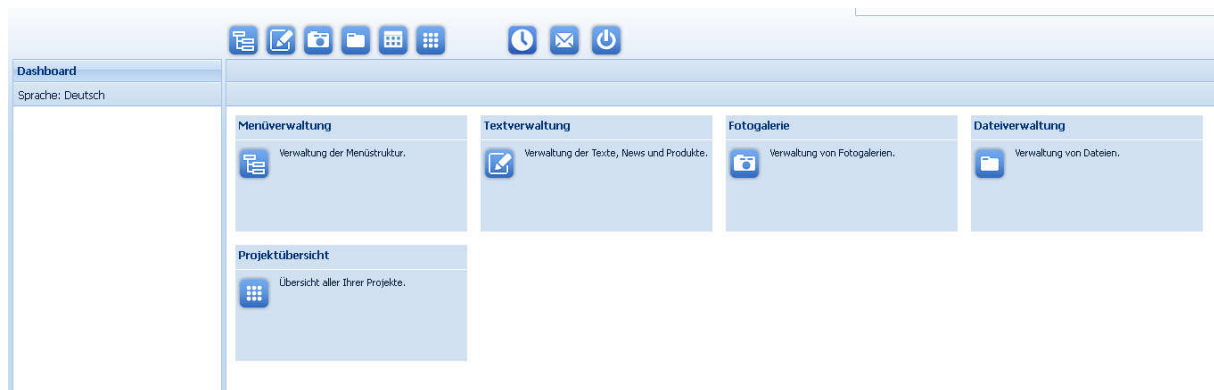 Dashboard
Sprache: Deutsch
Menüverwaltung
Verwaltung der Menüstruktur.
Textverwaltung
Verwaltung der Texte, News und Produkte.
Fotogalerie
Verwaltung von Fotogalerien.
Dateiverwaltung
Verwaltung von Dateien.
Projektübersicht
Übersicht aller Ihrer Projekte.